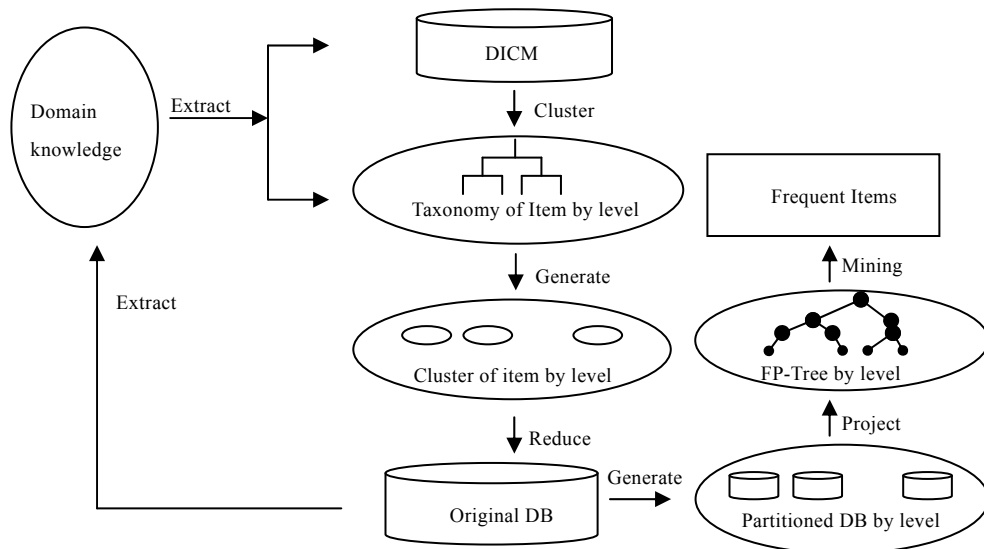 DICM
Domain
knowledge
Extract
Cluster
Taxonomy of Item by level
Frequent Items
Extract
Generate
Mining
Cluster of item by level
FP-Tree by level
Reduce
Project
Original DB
Generate
Partitioned DB by level